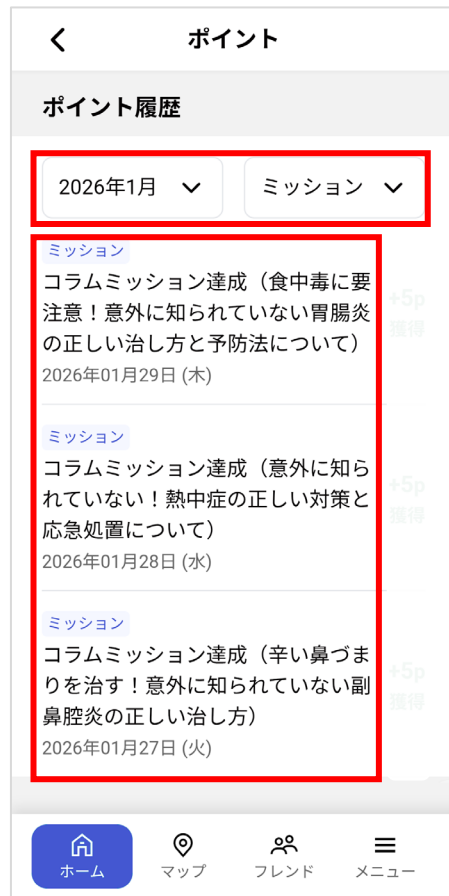 ポイント
ポイント履歴
2026年1月
ミッション
ミッション
コラムミッション達成（食中毒に要
注意！意外に知られていない胃腸炎
の正しい治し方と予防法について）
+5p
獲得
2026年01月29日 (木)
ミッション
コラムミッション達成（意外に知ら
れていない！熱中症の正しい対策と
応急処置について）
+5p
獲得
2026年01月28日 (水)
ミッション
コラムミッション達成（辛い鼻づま
りを治す！意外に知られていない副
鼻腔炎の正しい治し方）
+5p
獲得
2026年01月27日 (火)
ホーム
マップ
フレンド
メニュー